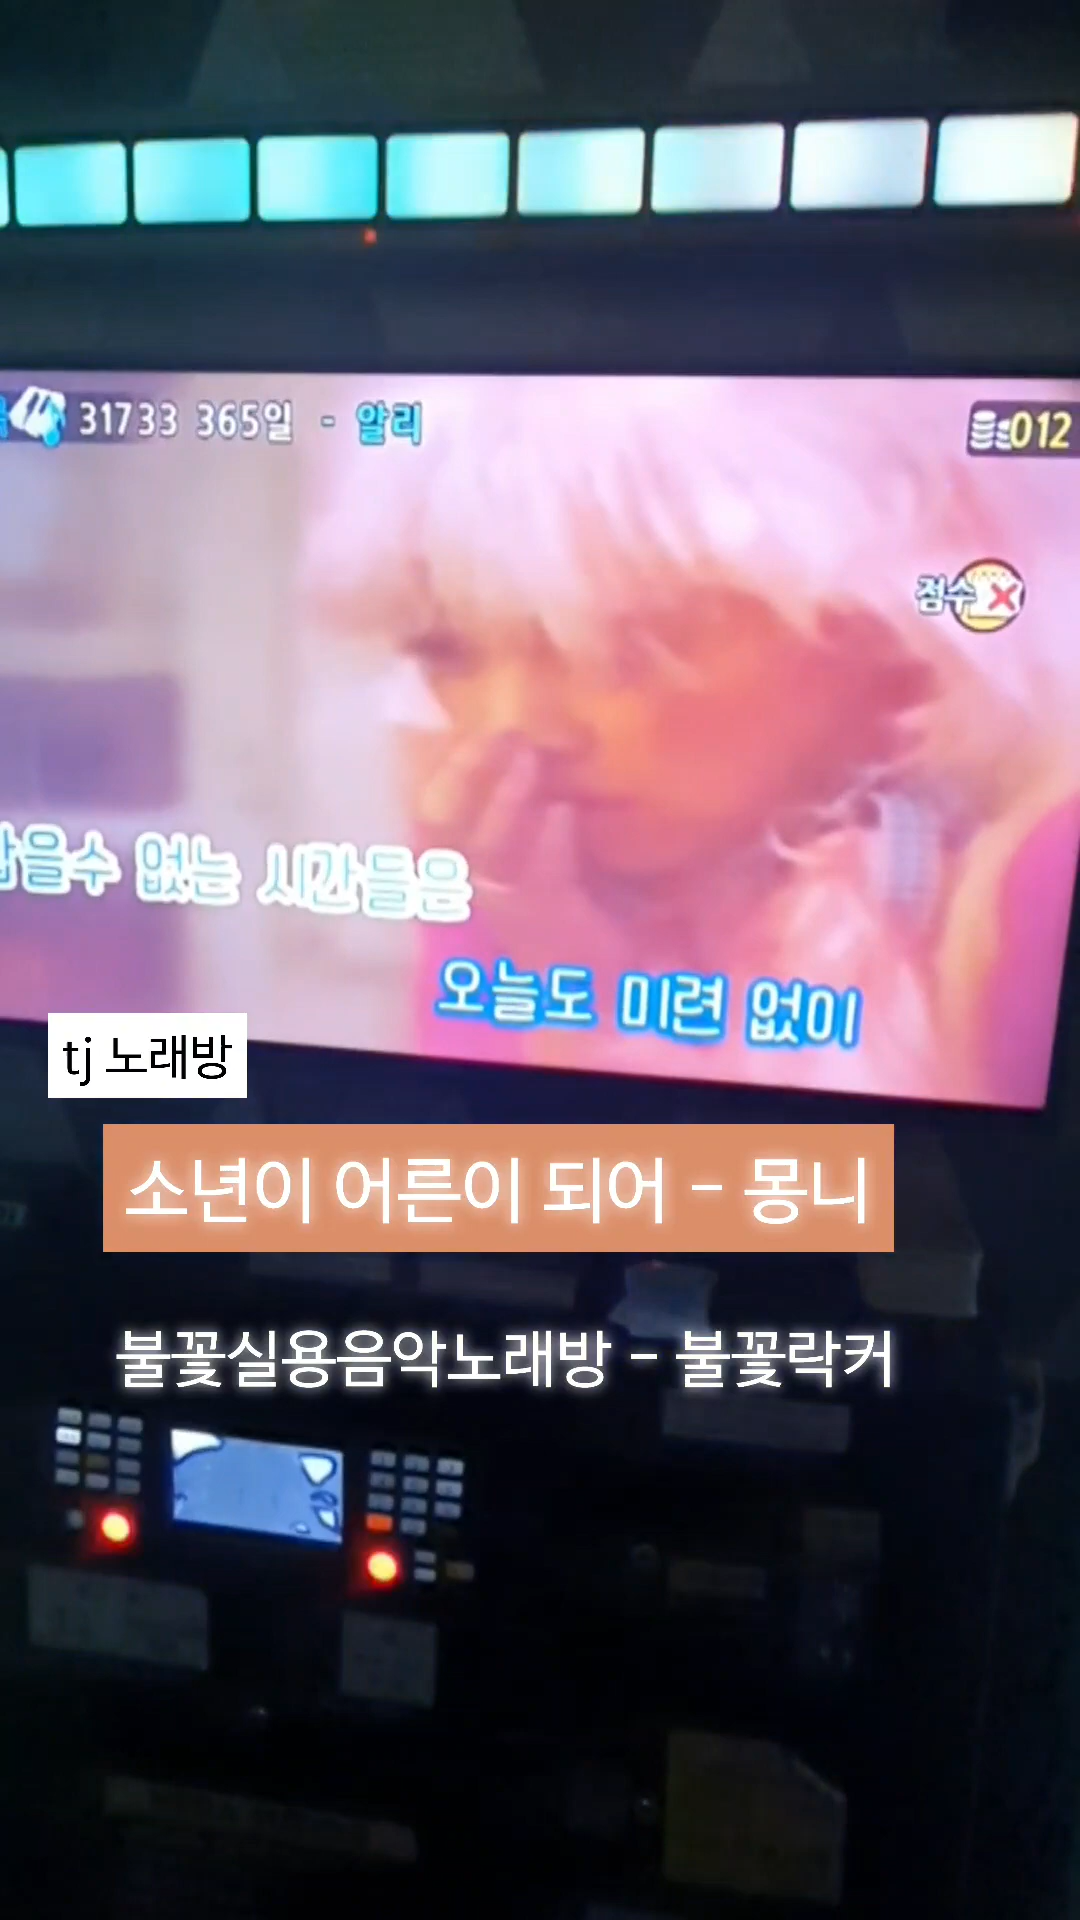 31733 365일 - 알리
012
점수
없는 시간들은
오늘도 미련 없이
tj 노래방
소년이 어른이 되어 - 몽니
불꽃실용음악노래방 - 불꽃락커